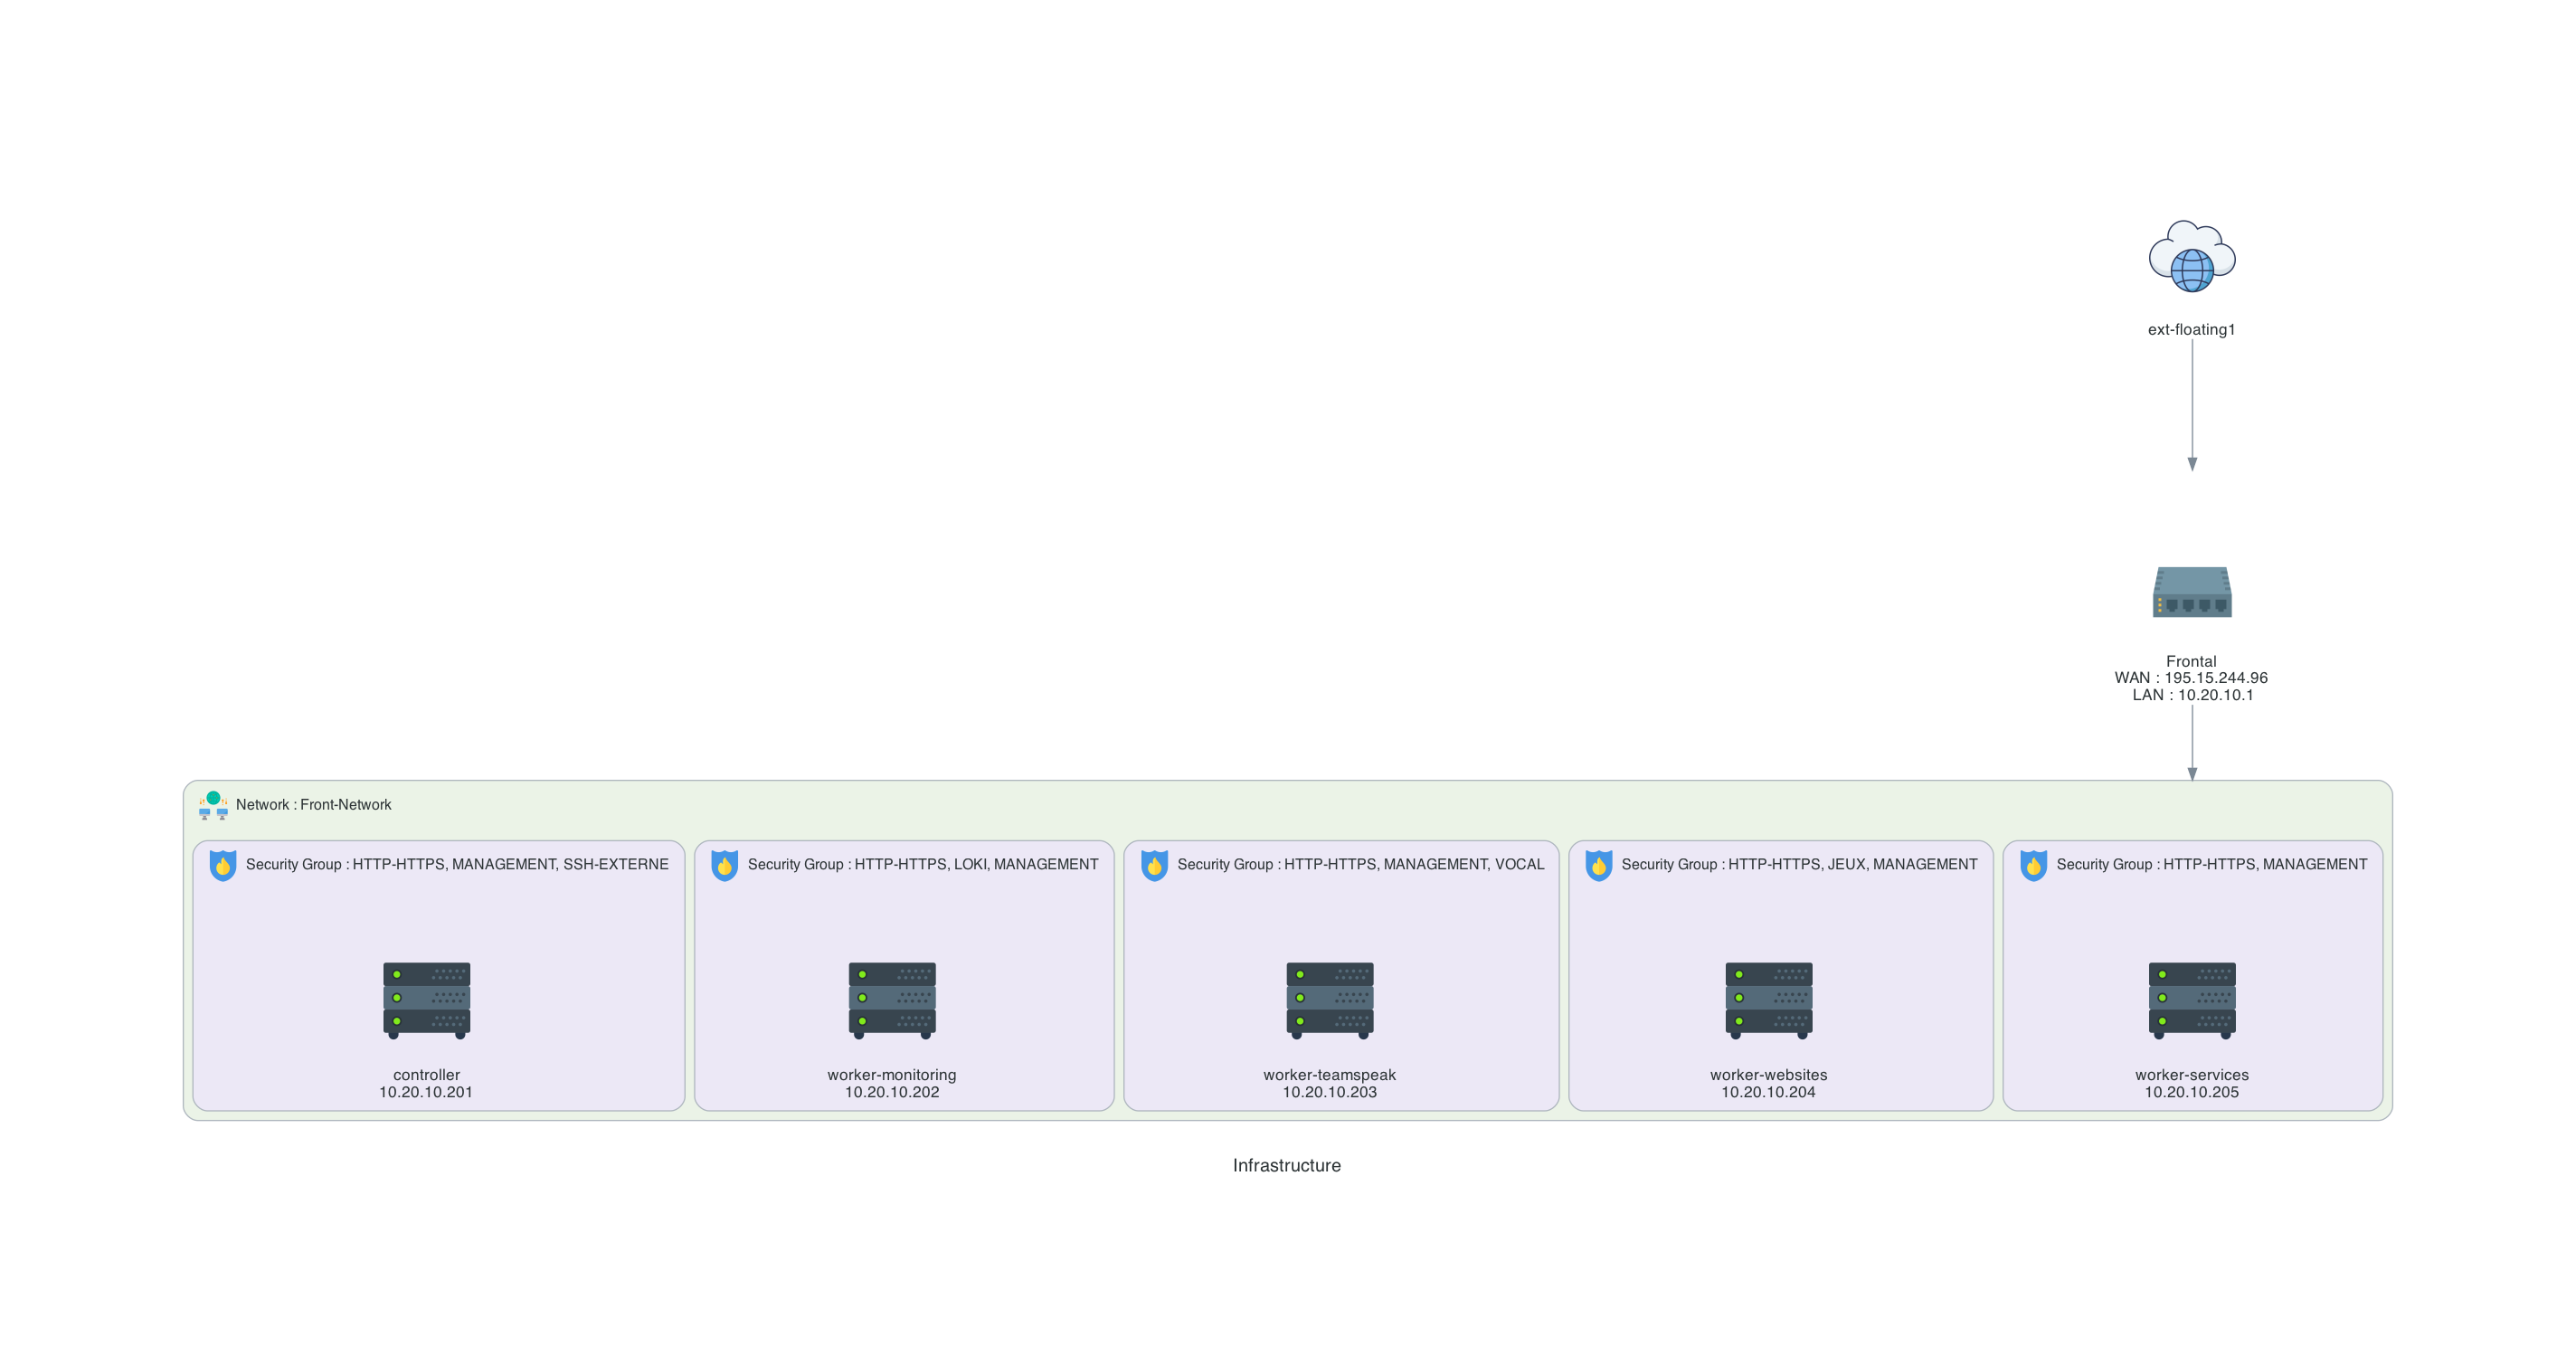 ext-floating1
Frontal
WAN : 195.15.244.96
LAN : 10.20.10.1
Network : Front-Network
Security Group : HTTP-HTTPS, MANAGEMENT, SSH-EXTERNE
controller
10.20.10.201
Security Group : HTTP-HTTPS, LOKI, MANAGEMENT
worker-monitoring
10.20.10.202
Security Group : HTTP-HTTPS, MANAGEMENT, VOCAL
worker-teamspeak
10.20.10.203
Security Group : HTTP-HTTPS, JEUX, MANAGEMENT
worker-websites
10.20.10.204
Security Group : HTTP-HTTPS, MANAGEMENT
worker-services
10.20.10.205
Infrastructure